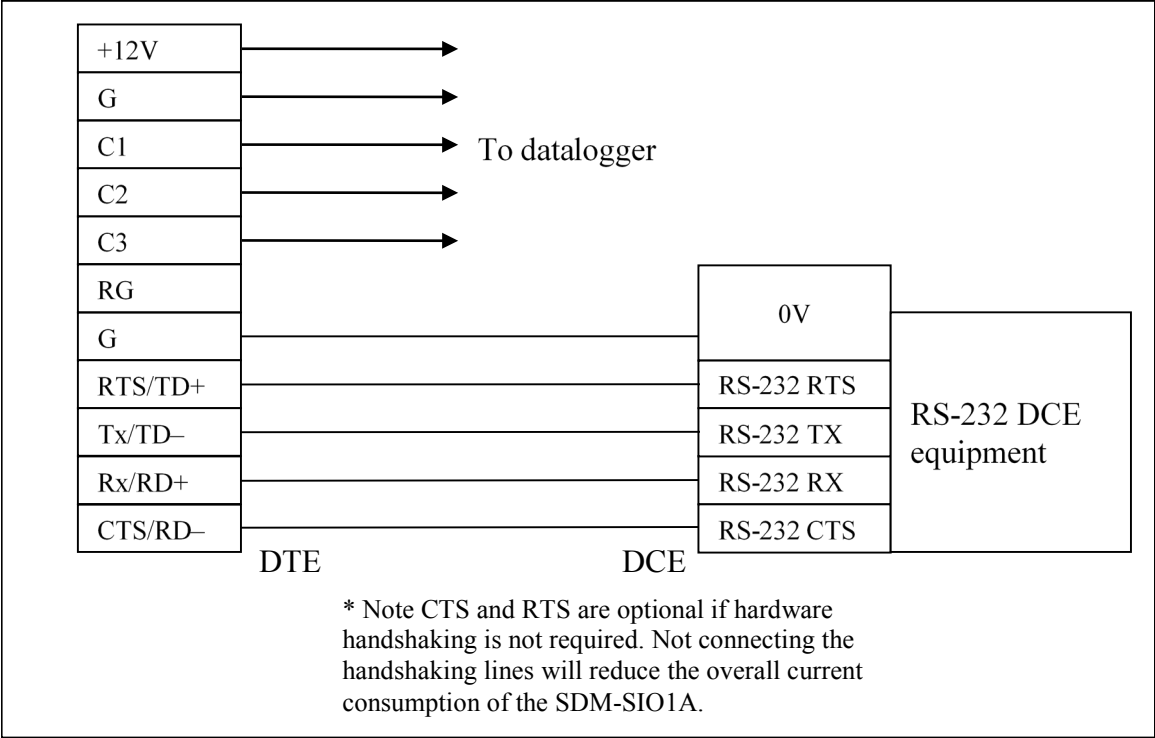 +12V
G
C1
C2
C3
To datalogger
RG
G
RTS/TD+
Tx/TD–
Rx/RD+
CTS/RD–
0V
RS-232 RTS
RS-232 TX
RS-232 RX
RS-232 CTS
RS-232 DCE
equipment
DTE
DCE
* Note CTS and RTS are optional if hardware
handshaking is not required. Not connecting the
handshaking lines will reduce the overall current
consumption of the SDM-SIO1A.